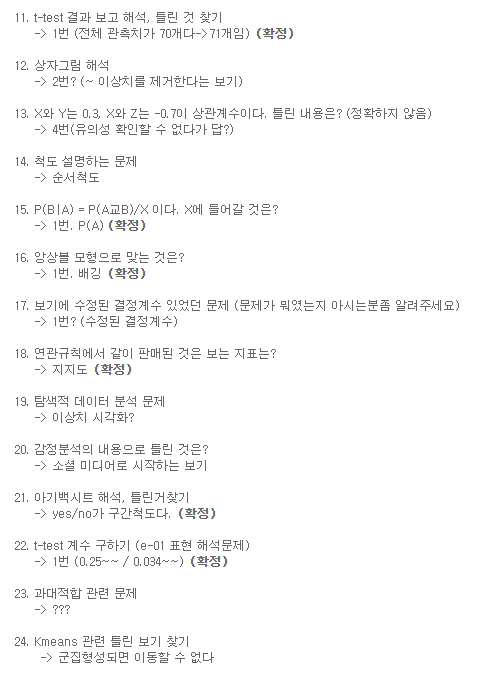 11. t-test 결과 보고 해석, 틀린 것 찾기
-> 1번 (전체 관측치가 70개다->71개임) (확정)
12. 상자그림 해석
-> 2번? (~ 이상치를 제거한다는 보기)
13. X와 Y는 0.3, X와 Z는 -0.7이 상관계수이다. 틀린 내용은? (정확하지 않음)
-> 4번(유의성 확인할 수 없다가 답?)
14. 척도 설명하는 문제
-> 순서척도
15. P(B|A) = P(A교B)/X 이다. X에 들어갈 것은?
-> 1번. P(A) (확정)
16. 앙상블 모형으로 맞는 것은?
-> 1번. 배깅 (확정)
17. 보기에 수정된 결정계수 있었던 문제 (문제가 뭐였는지 아시는분좀 알려주세요)
-> 1번? (수정된 결정계수)
18. 연관규칙에서 같이 판매된 것은 보는 지표는?
-> 지지도 (확정)
19. 탐색적 데이터 분석 문제
-> 이상치 시각화?
20. 감정분석의 내용으로 틀린 것은?
-> 소셜 미디어로 시작하는 보기
21. 아기백시트 해석, 틀린거찾기
-> yes/no가 구간척도다. (확정)
22. t-test 계수 구하기 (e-01 표현 해석문제)
-> 1번 (0.25~~ / 0.034~~) (확정)
23. 과대적합 관련 문제
-> ???
24. Kmeans 관련 틀린 보기 찾기
-> 군집형성되면 이동할 수 없다